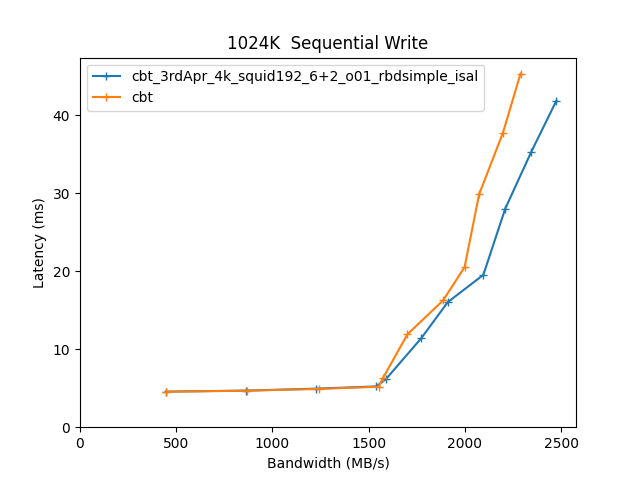 1024K  Sequential Write
cbt_3rdApr_4k_squid192_6+2_o01_rbdsimple_isal
cbt
Latency (ms)
40
30
20
10
0
0 500 1000 1500 2000 2500
Bandwidth (MB/s)